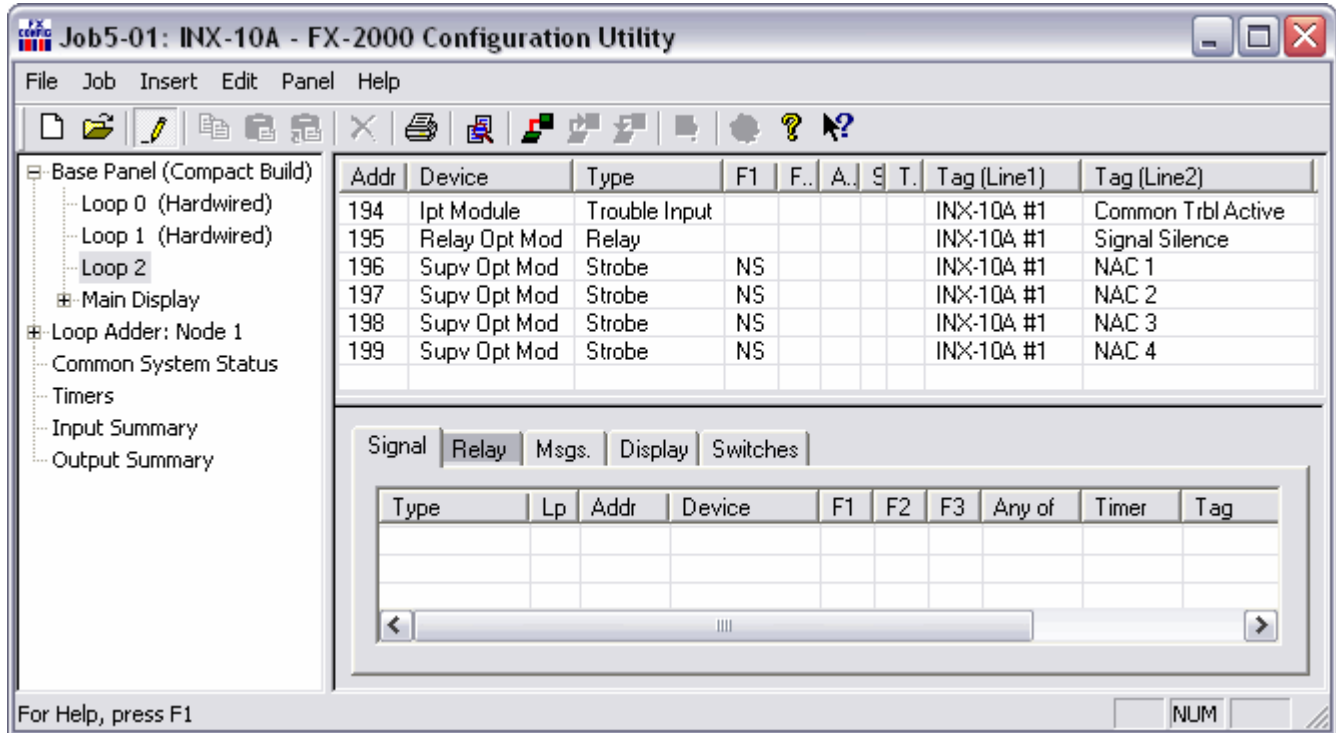 Job5-01: INX-10A - FX-2000 Configuration Utility
File Job Insert Edit Panel Help
Base Panel (Compact Build)
Loop 0 (Hardwired)
Loop 1 (Hardwired)
Loop 2
Main Display
Loop Adder: Node 1
Common System Status
Timers
Input Summary
Output Summary
Addr Device Type F1 F.. A.. S T. Tag (Line1) Tag (Line2)
194 Ipt Module Trouble Input INX-10A #1 Common Trbl Active
195 Relay Opt Mod Relay INX-10A #1 Signal Silence
196 Supv Opt Mod Strobe NS INX-10A #1 NAC 1
197 Supv Opt Mod Strobe NS INX-10A #1 NAC 2
198 Supv Opt Mod Strobe NS INX-10A #1 NAC 3
199 Supv Opt Mod Strobe NS INX-10A #1 NAC 4
Signal Relay Msgs. Display Switches
Type Lp Addr Device F1 F2 F3 Any of Timer Tag
For Help, press F1
NUM